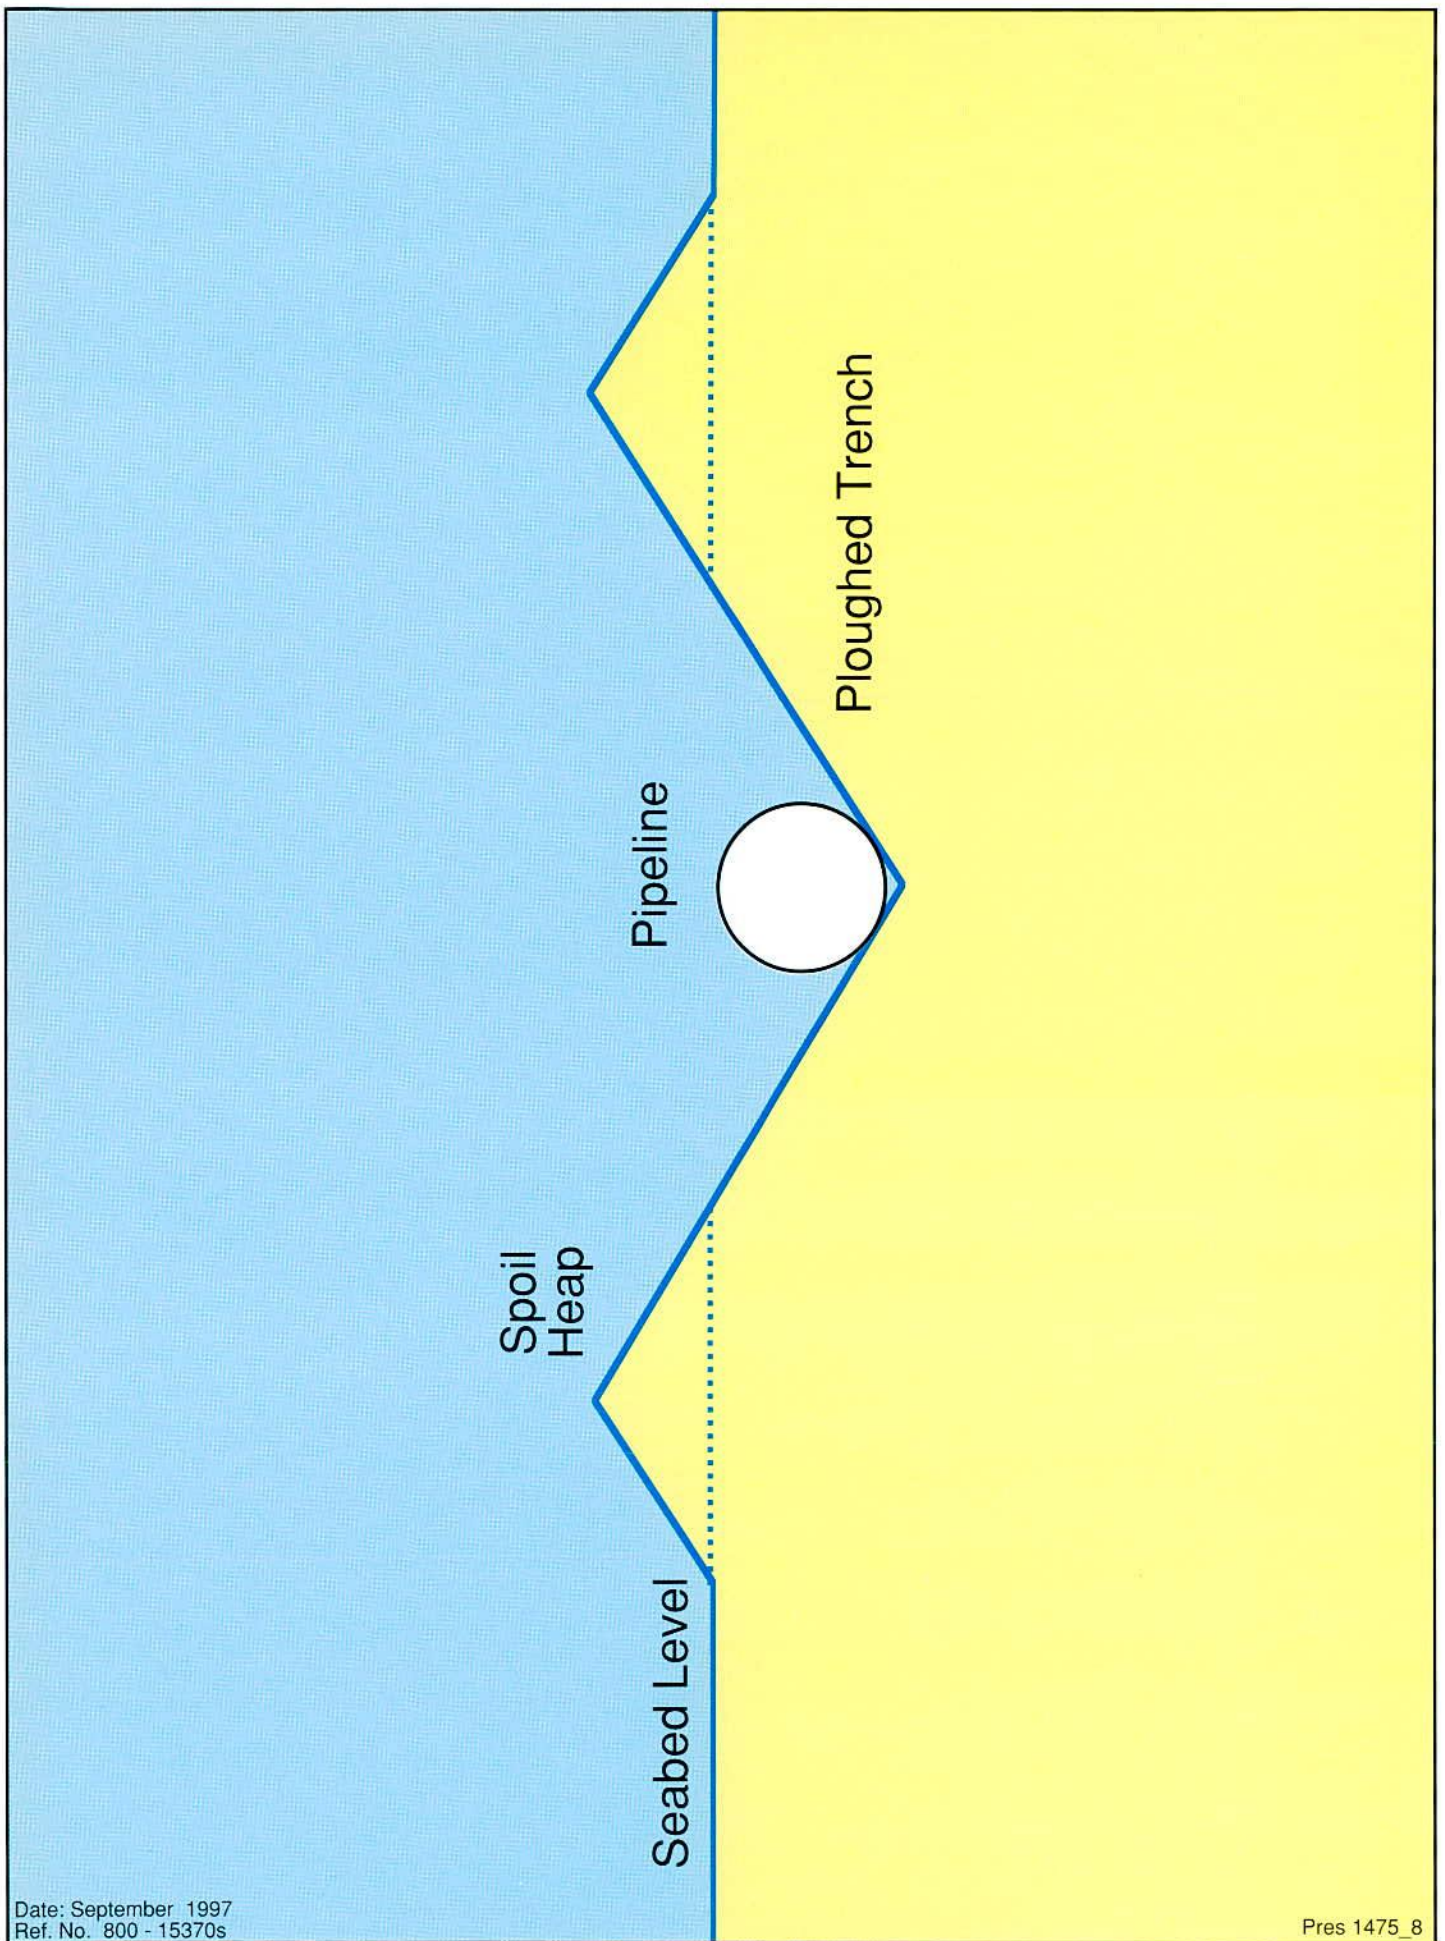 Spoil
Heap
Pipeline
Seabed Level
Ploughed Trench
Date: September 1997
Ref. No. 800 - 15370s
Pres 1475_8